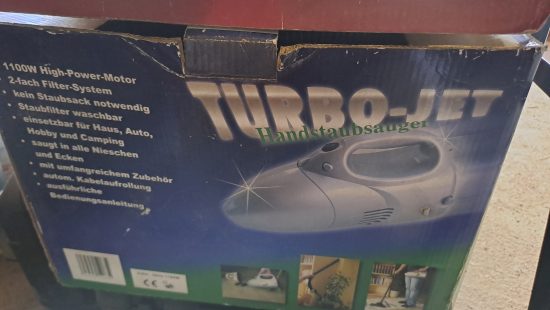 1100W High-Power-Motor
2-fach Filter-System
• kein Staubsack notwendig
• Staubfilter waschbar
• einsetzbar für Haus, Auto,
Hobby und Camping
• saugt in alle Nieschen
und Ecken
• mit umfangreichem Zubehör
• autom. Kabelaufrollung
• ausführliche
Bedienungsanleitung
TURBO-JET
Handstaubsauger
CE